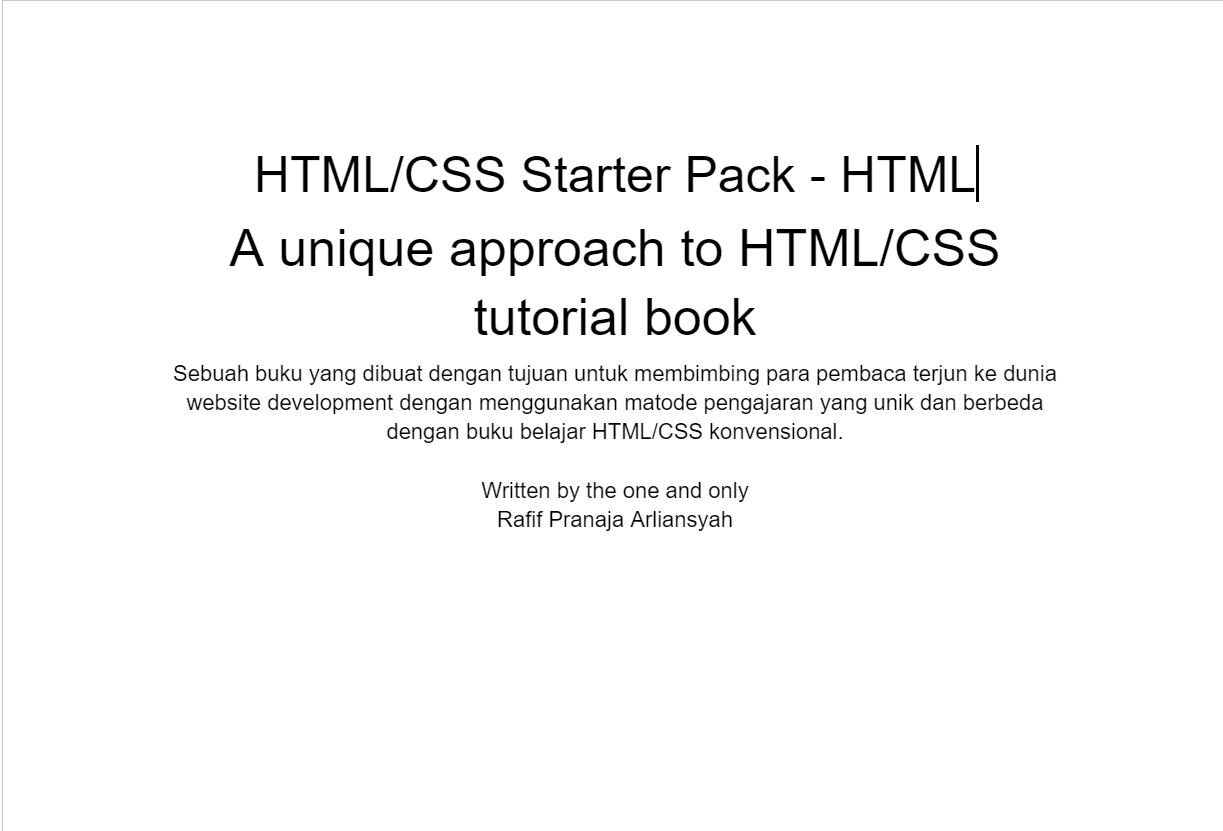 HTML/CSS Starter Pack - HTML
A unique approach to HTML/CSS
tutorial book
Sebuah buku yang dibuat dengan tujuan untuk membimbing para pembaca terjun ke dunia
website development dengan menggunakan matode pengajaran yang unik dan berbeda
dengan buku belajar HTML/CSS konvensional.
Written by the one and only
Rafif Pranaja Arliansyah